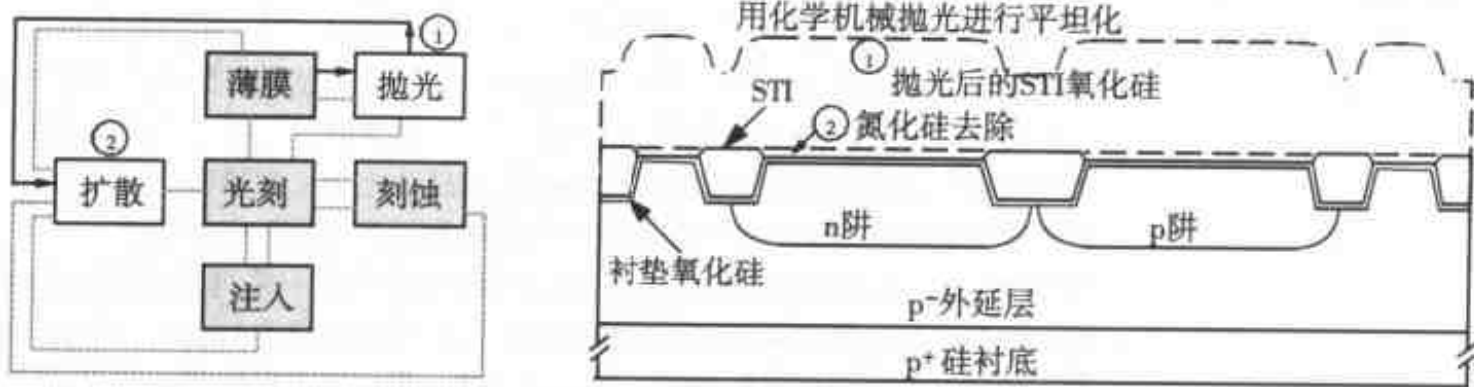 ①
薄膜
抛光
②
扩散
光刻
刻蚀
注入
用化学机械抛光进行平坦化
① 抛光后的STI氧化硅
STI
② 氮化硅去除
n阱
p阱
衬垫氧化硅
p⁻外延层
p⁺硅衬底